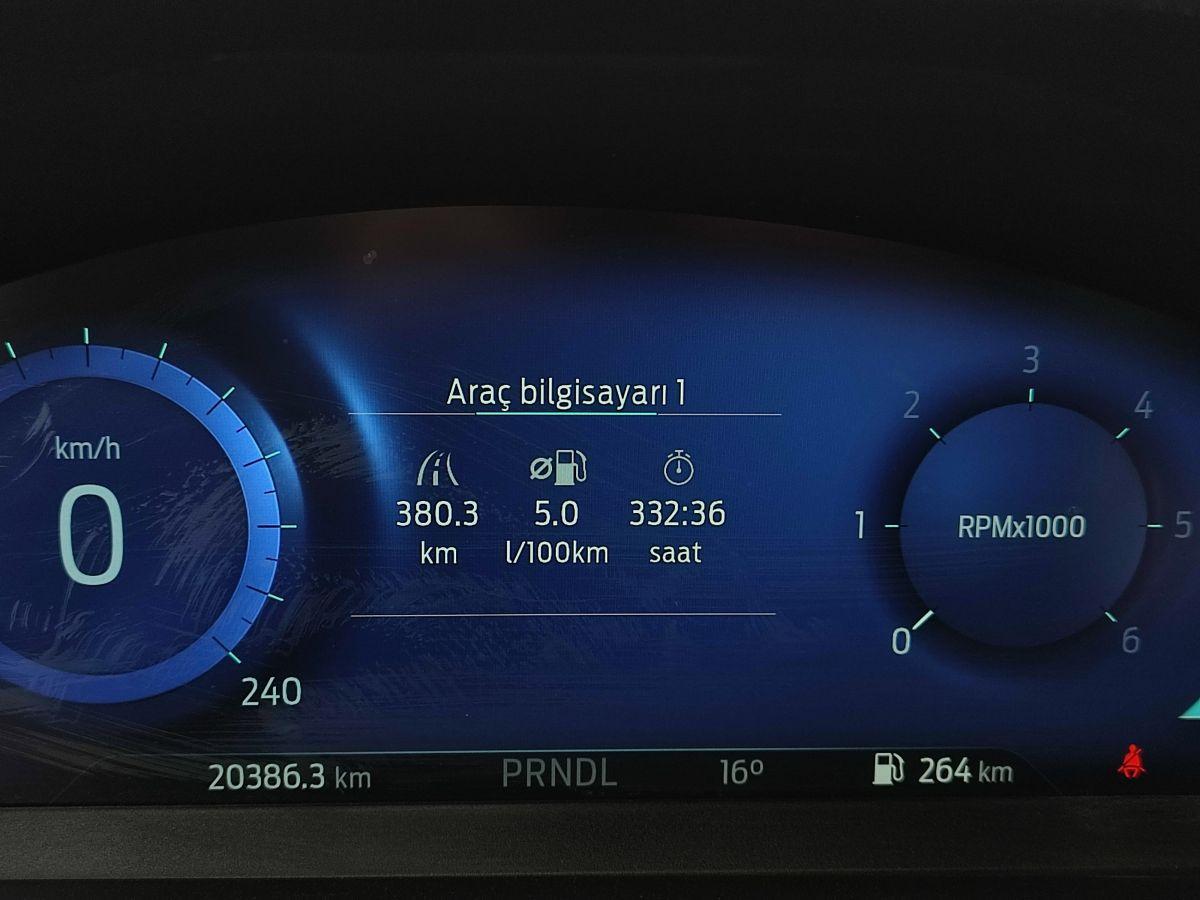 Araç bilgisayarı 1
km/h
0
380.3 5.0 332:36
km l/100km saat
240
0 1 2 3 4 5 6
RPMx1000
20386.3 km PRNDL 16º 264 km